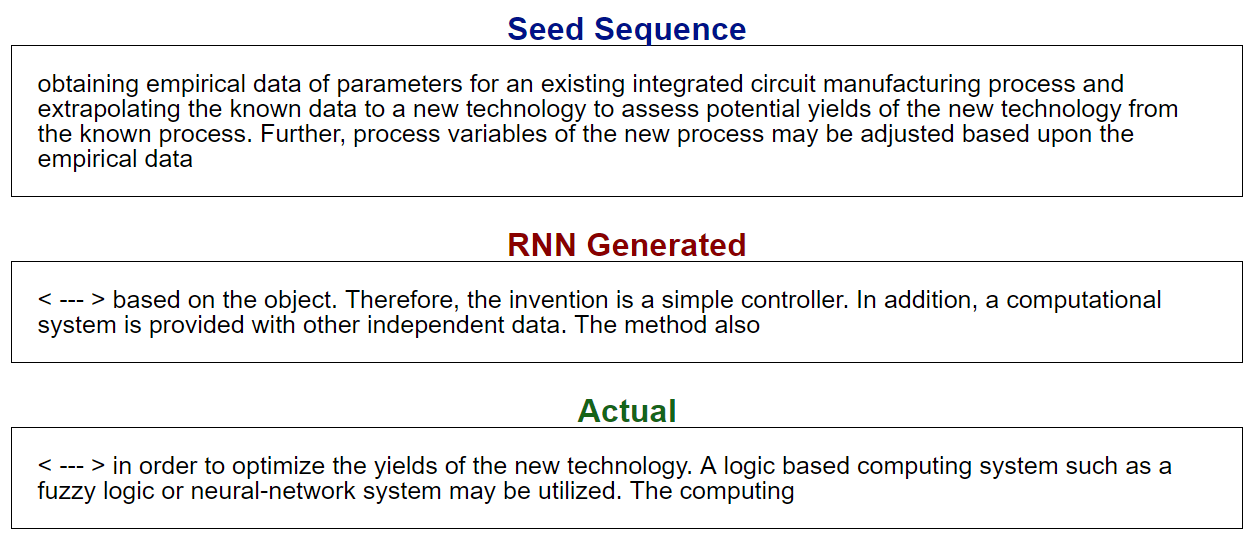 Seed Sequence
obtaining empirical data of parameters for an existing integrated circuit manufacturing process and
extrapolating the known data to a new technology to assess potential yields of the new technology from
the known process. Further, process variables of the new process may be adjusted based upon the
empirical data
RNN Generated
< --- > based on the object. Therefore, the invention is a simple controller. In addition, a computational
system is provided with other independent data. The method also
Actual
< --- > in order to optimize the yields of the new technology. A logic based computing system such as a
fuzzy logic or neural-network system may be utilized. The computing